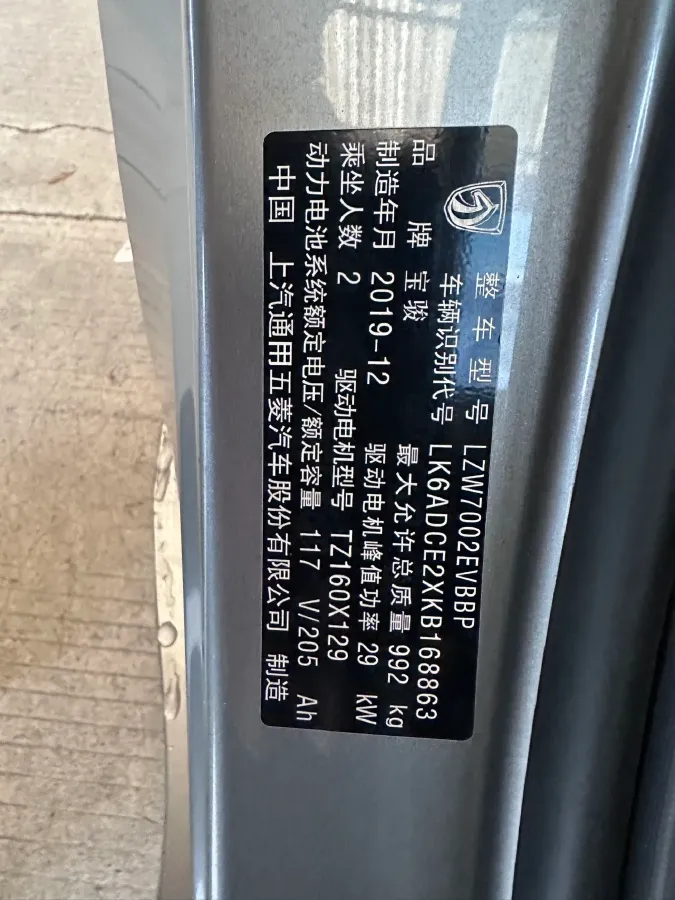 整车型号 LZW7002EVBBP
车辆识别代号 LK6ADCE2XKB168863
品牌 宝骏 最大允许总质量 992 kg
制造年月 2019-12 驱动电机峰值功率 29 kW
乘坐人数 2 驱动电机型号 TZ160X129
动力电池系统额定电压/额定容量 117 V/205 Ah
中国 上汽通用五菱汽车股份有限公司 制造